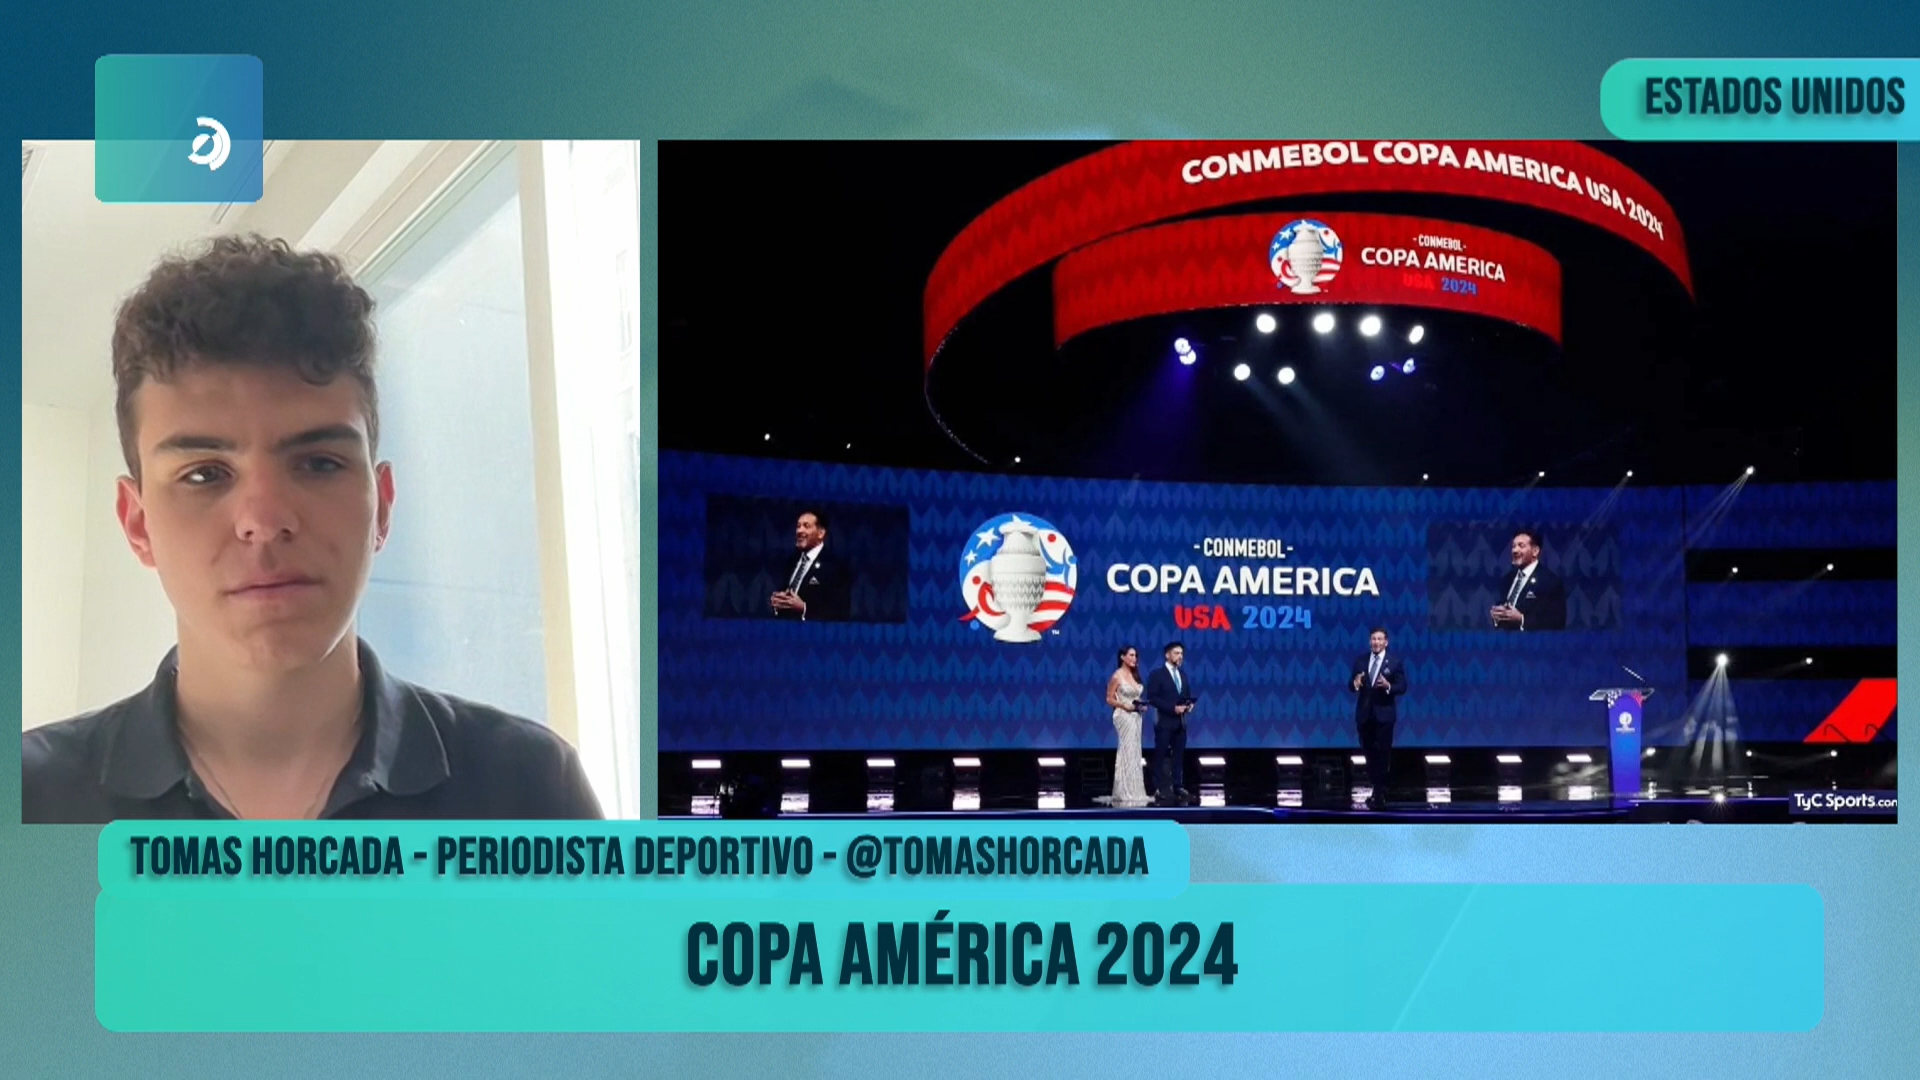 ESTADOS UNIDOS
CONMEBOL COPA AMERICA USA 2024
- CONMEBOL -
COPA AMERICA
USA 2024
- CONMEBOL -
COPA AMERICA
USA 2024
TM
TyC Sports.com
TOMAS HORCADA - PERIODISTA DEPORTIVO - @TOMASHORCADA
COPA AMÉRICA 2024